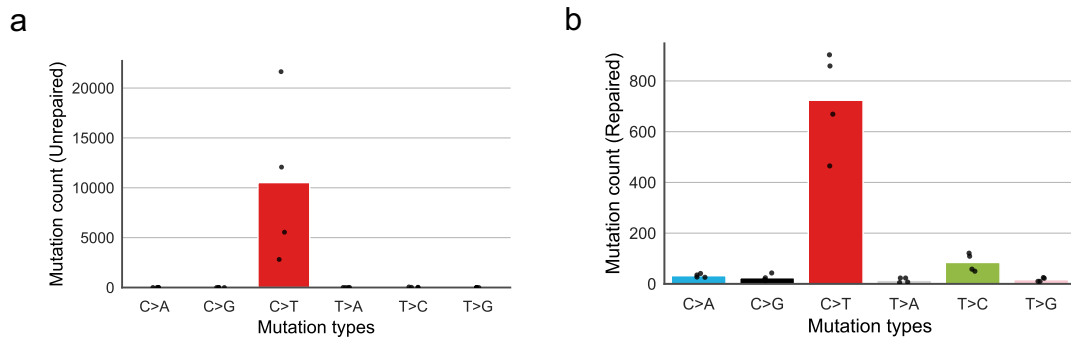 a
Mutation count (Unrepaired)
20000
15000
10000
5000
0
C>A C>G C>T T>A T>C T>G
Mutation types
b
Mutation count (Repaired)
800
600
400
200
0
C>A C>G C>T T>A T>C T>G
Mutation types